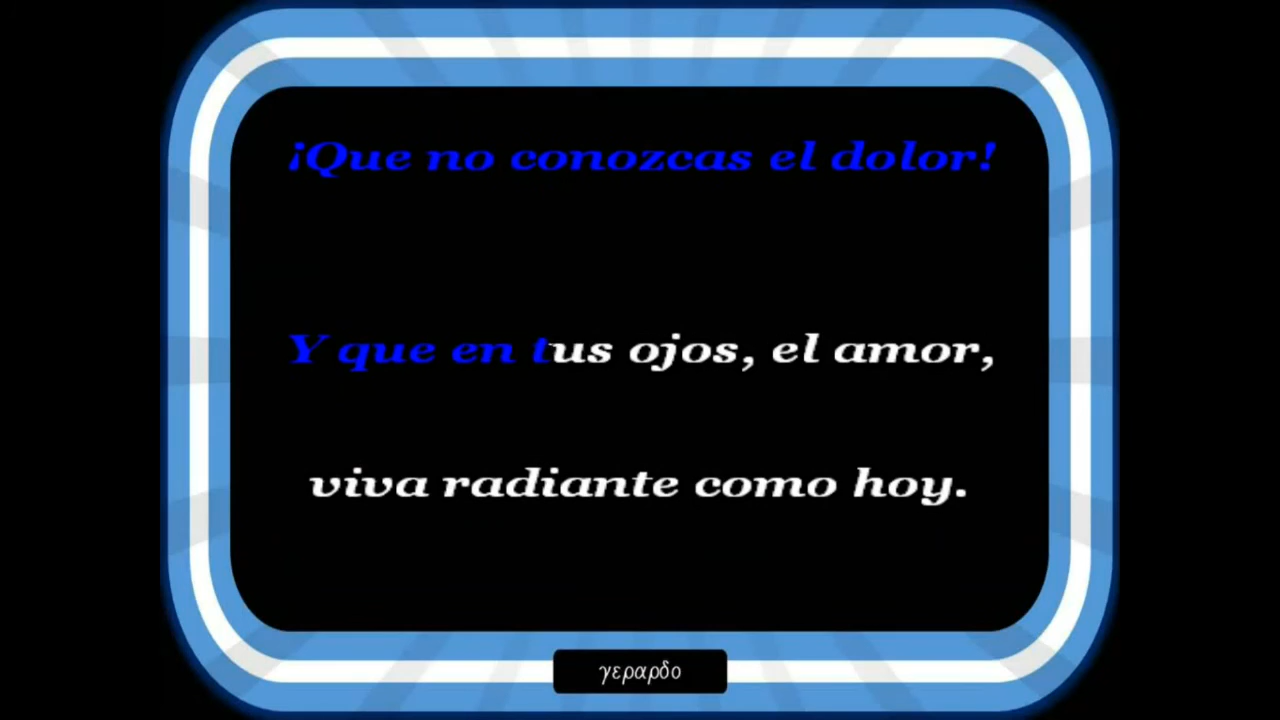 ¡Que no conozcas el dolor!
Y que en tus ojos, el amor,
viva radiante como hoy.
γεραρδο